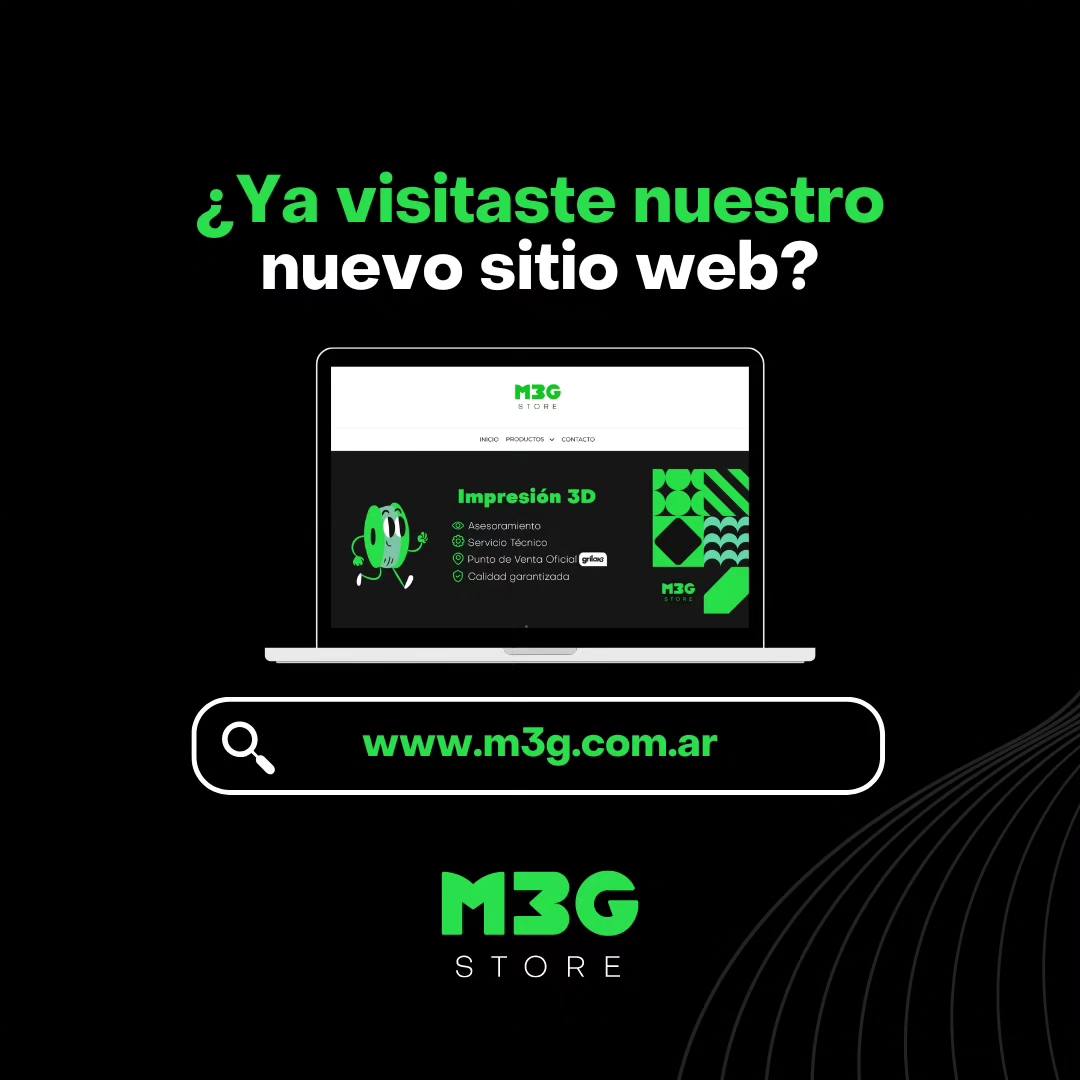 ¿Ya visitaste nuestro
nuevo sitio web?
M3G
STORE
INICIO PRODUCTOS CONTACTO
Impresión 3D
Asesoramiento
Servicio Técnico
Punto de Venta Oficial grilon3
Calidad garantizada
M3G
STORE
www.m3g.com.ar
M3G
STORE